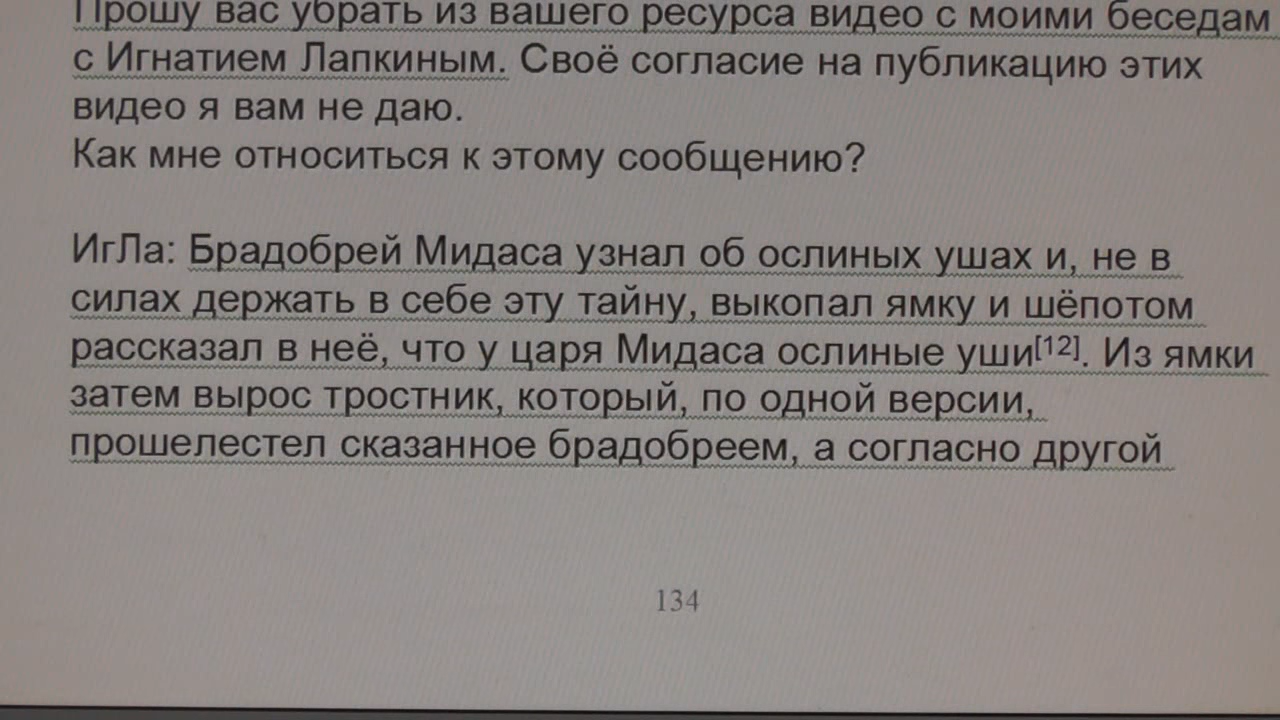 Прошу вас убрать из вашего ресурса видео с моими беседам
с Игнатием Лапкиным. Своё согласие на публикацию этих
видео я вам не даю.
Как мне относиться к этому сообщению?
ИгЛа: Брадобрей Мидаса узнал об ослиных ушах и, не в
силах держать в себе эту тайну, выкопал ямку и шёпотом
рассказал в неё, что у царя Мидаса ослиные уши[12]. Из ямки
затем вырос тростник, который, по одной версии,
прошелестел сказанное брадобреем, а согласно другой
134